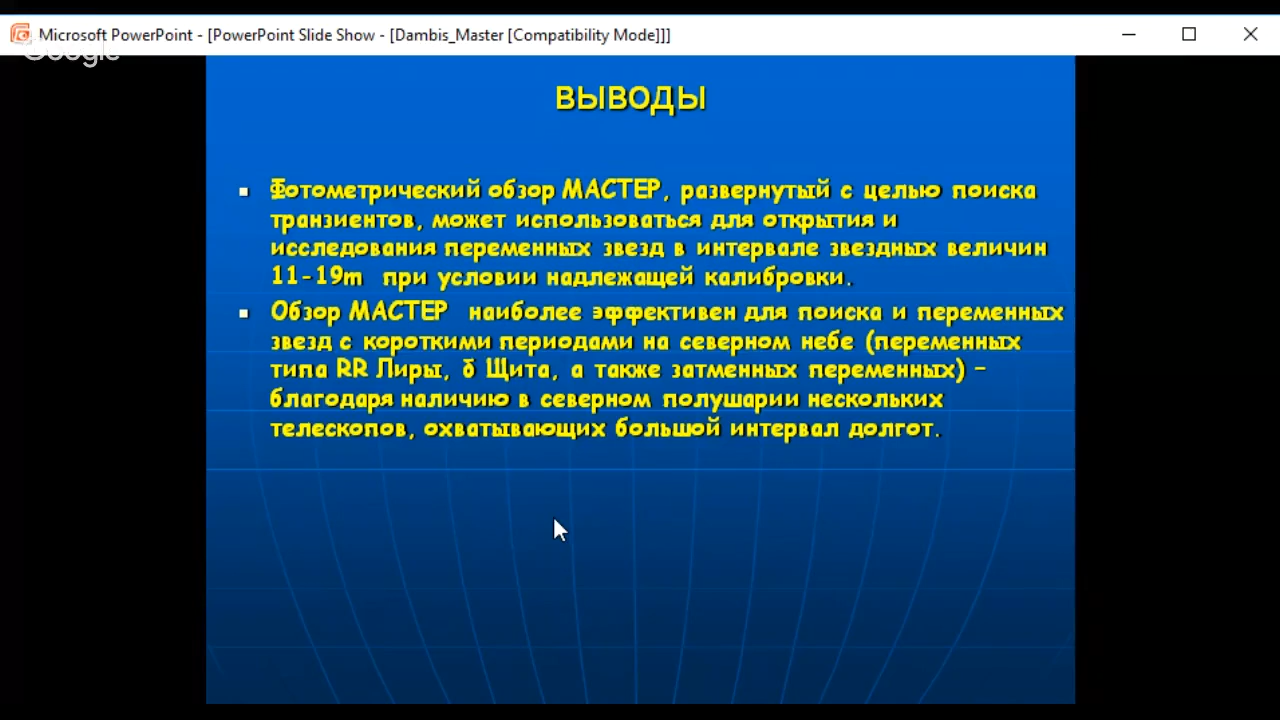 Microsoft PowerPoint - [PowerPoint Slide Show - [Dambis_Master [Compatibility Mode]]]
Google
ВЫВОДЫ
Фотометрический обзор МАСТЕР, развернутый с целью поиска
транзиентов, может использоваться для открытия и
исследования переменных звезд в интервале звездных величин
11-19m при условии надлежащей калибровки.
Обзор МАСТЕР наиболее эффективен для поиска и переменных
звезд с короткими периодами на северном небе (переменных
типа RR Лиры, δ Щита, а также затменных переменных) –
благодаря наличию в северном полушарии нескольких
телескопов, охватывающих большой интервал долгот.